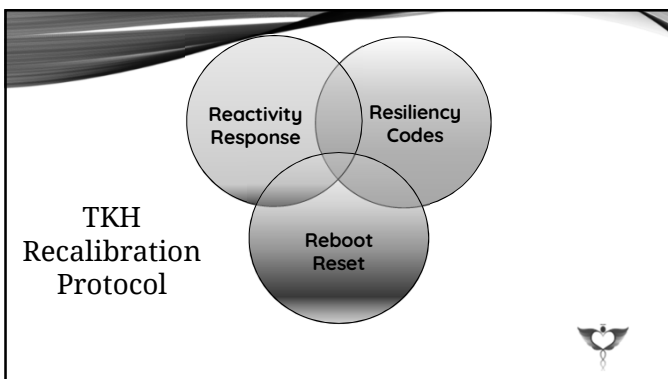 Reactivity
Response
Resiliency
Codes
TKH
Recalibration
Protocol
Reboot
Reset